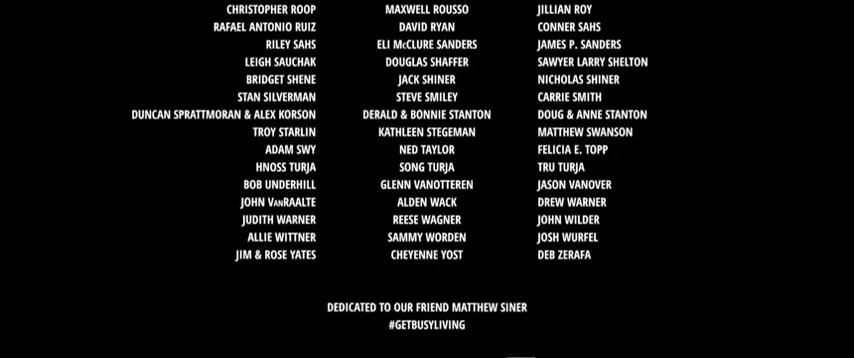 CHRISTOPHER ROOP MAXWELL ROUSSO JILLIAN ROY
RAFAEL ANTONIO RUIZ DAVID RYAN CONNER SAHS
RILEY SAHS ELI McCLURE SANDERS JAMES P. SANDERS
LEIGH SAUCHAK DOUGLAS SHAFFER SAWYER LARRY SHELTON
BRIDGET SHENE JACK SHINER NICHOLAS SHINER
STAN SILVERMAN STEVE SMILEY CARRIE SMITH
DUNCAN SPRATTMORAN & ALEX KORSON DERALD & BONNIE STANTON DOUG & ANNE STANTON
TROY STARLIN KATHLEEN STEGEMAN MATTHEW SWANSON
ADAM SWY NED TAYLOR FELICIA E. TOPP
HNOSS TURJA SONG TURJA TRU TURJA
BOB UNDERHILL GLENN VANOTTEREN JASON VANOVER
JOHN VANRAALTE ALDEN WACK DREW WARNER
JUDITH WARNER REESE WAGNER JOHN WILDER
ALLIE WITTNER SAMMY WORDEN JOSH WURFEL
JIM & ROSE YATES CHEYENNE YOST DEB ZERAFA
DEDICATED TO OUR FRIEND MATTHEW SINER
#GETBUSYLIVING